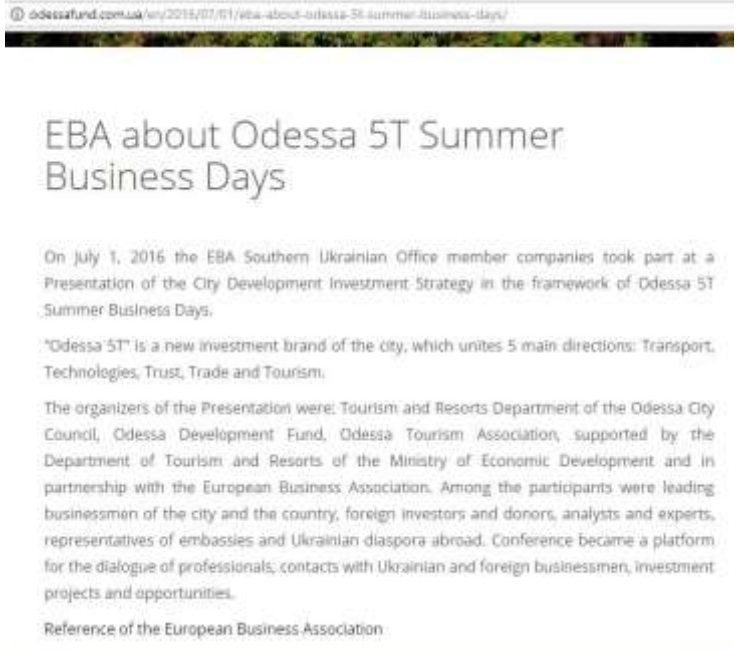 odessafund.com.ua/en/2016/07/01/eba-about-odessa-5t-summer-business-days/
EBA about Odessa 5T Summer
Business Days
On July 1, 2016 the EBA Southern Ukrainian Office member companies took part at a
Presentation of the City Development Investment Strategy in the framework of Odessa 5T
Summer Business Days.
"Odessa 5T" is a new investment brand of the city, which unites 5 main directions: Transport,
Technologies, Trust, Trade and Tourism.
The organizers of the Presentation were: Tourism and Resorts Department of the Odessa City
Council, Odessa Development Fund, Odessa Tourism Association, supported by the
Department of Tourism and Resorts of the Ministry of Economic Development and in
partnership with the European Business Association. Among the participants were leading
businessmen of the city and the country, foreign investors and donors, analysts and experts,
representatives of embassies and Ukrainian diaspora abroad. Conference became a platform
for the dialogue of professionals, contacts with Ukrainian and foreign businessmen, investment
projects and opportunities.
Reference of the European Business Association